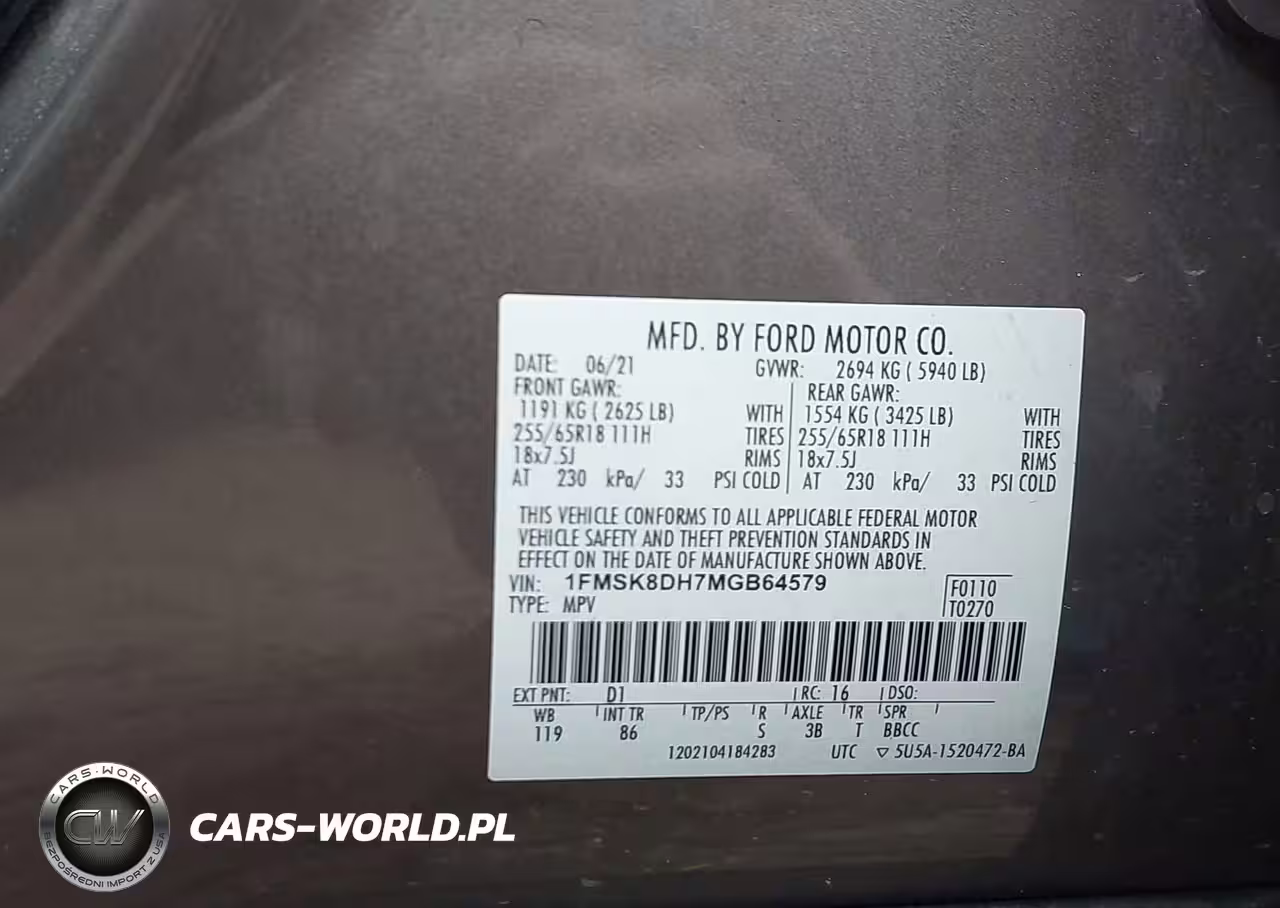 MFD. BY FORD MOTOR CO.
DATE: 06/21 GVWR: 2694 KG ( 5940 LB)
FRONT GAWR: REAR GAWR:
1191 KG ( 2625 LB) WITH 1554 KG ( 3425 LB) WITH
255/65R18 111H TIRES 255/65R18 111H TIRES
18x7.5J RIMS 18x7.5J RIMS
AT 230 kPa/ 33 PSI COLD AT 230 kPa/ 33 PSI COLD
THIS VEHICLE CONFORMS TO ALL APPLICABLE FEDERAL MOTOR
VEHICLE SAFETY AND THEFT PREVENTION STANDARDS IN
EFFECT ON THE DATE OF MANUFACTURE SHOWN ABOVE.
VIN: 1FMSK8DH7MGB64579 F0110
TYPE: MPV T0270
EXT PNT: D1 RC: 16 DSO:
WB INT TR TP/PS R AXLE TR SPR
119 86 S 3B T BBCC
1202104184283 UTC ▽ 5U5A-1520472-BA
CARS-WORLD
CW
BEZPOŚREDNI IMPORT Z USA
CARS-WORLD.PL